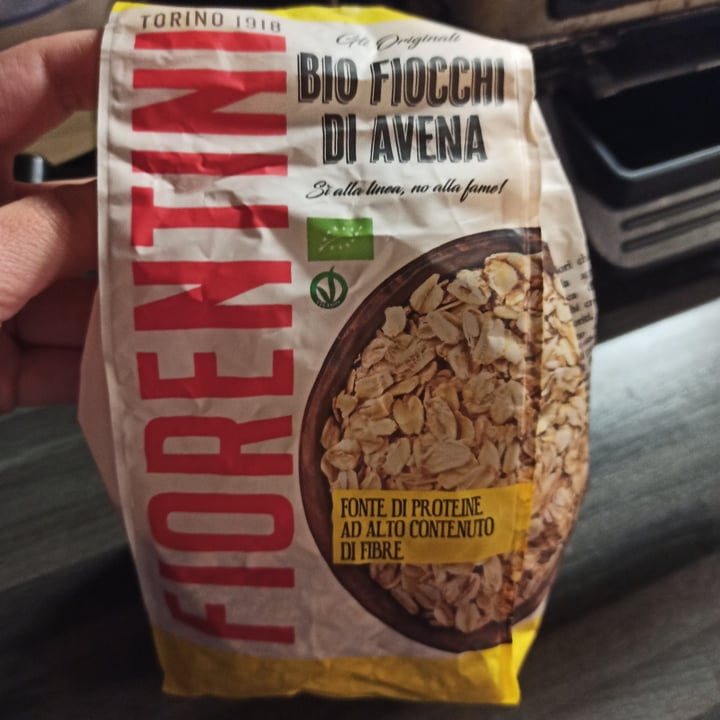 TORINO 1918
FIORENTINI
Gli Originali
BIO FIOCCHI
DI AVENA
Sì alla linea, no alla fame!
FONTE DI PROTEINE
AD ALTO CONTENUTO
DI FIBRE